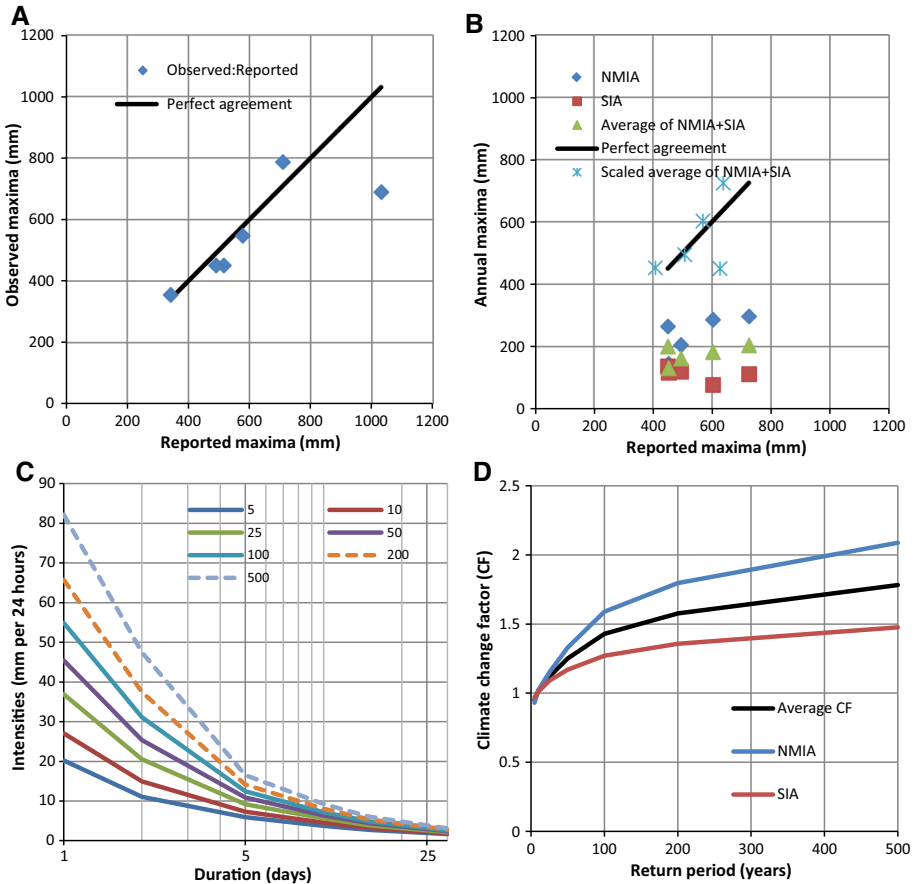 A
1200
1000
800
600
400
200
0
Observed maxima (mm)
Observed:Reported
Perfect agreement
0 200 400 600 800 1000 1200
Reported maxima (mm)
B
1200
1000
800
600
400
200
0
Annual maxima (mm)
NMIA
SIA
Average of NMIA+SIA
Perfect agreement
Scaled average of NMIA+SIA
0 200 400 600 800 1000 1200
Reported maxima (mm)
C
90
80
70
60
50
40
30
20
10
0
Intensities (mm per 24 hours)
5 10
25 50
100 200
500
1 5 25
Duration (days)
D
2.5
2
1.5
1
0.5
0
Climate change factor (CF)
Average CF
NMIA
SIA
0 100 200 300 400 500
Return period (years)